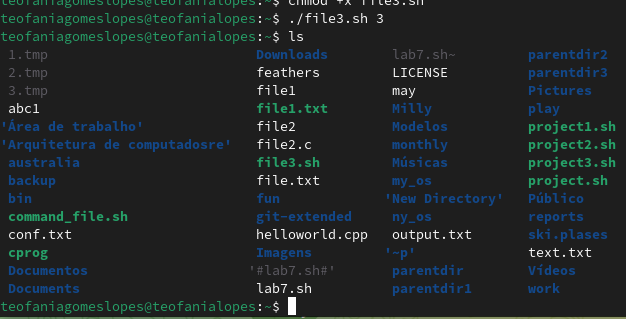 teofaniagomeslopes@teofanialopes:~$ chmod +x file3.sh
teofaniagomeslopes@teofanialopes:~$ ./file3.sh 3
teofaniagomeslopes@teofanialopes:~$ ls
1.tmp Downloads lab7.sh~ parentdir2
2.tmp feathers LICENSE parentdir3
3.tmp file1 may Pictures
abc1 file1.txt Milly play
'Área de trabalho' file2 Modelos project1.sh
'Arquitetura de computadosre' file2.c monthly project2.sh
australia file3.sh Músicas project3.sh
backup file.txt my_os project.sh
bin fun 'New Directory' Público
command_file.sh git-extended ny_os reports
conf.txt helloworld.cpp output.txt ski.plases
cprog Imagens '-p' text.txt
Documentos '#lab7.sh#' parentdir Vídeos
Documents lab7.sh parentdir1 work
teofaniagomeslopes@teofanialopes:~$